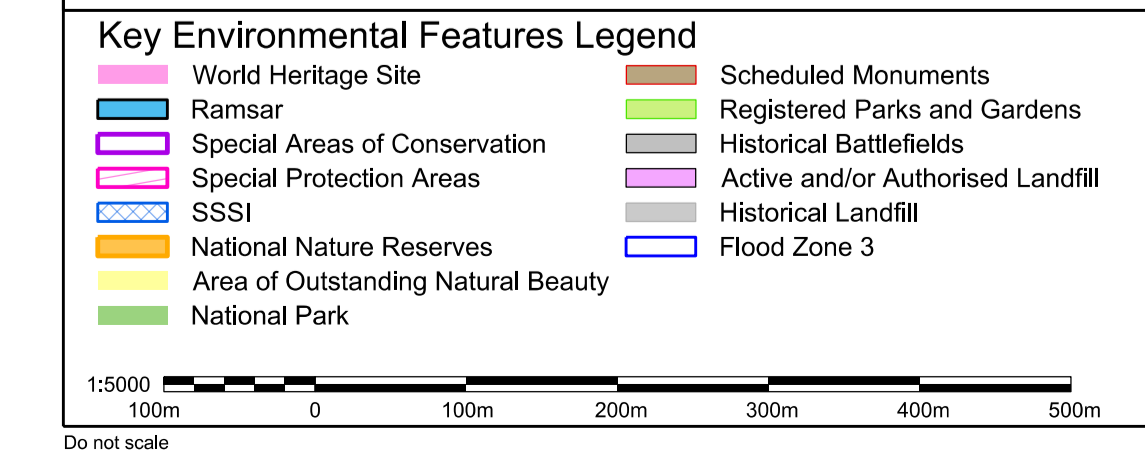 Key Environmental Features Legend
World Heritage Site
Ramsar
Special Areas of Conservation
Special Protection Areas
SSSI
National Nature Reserves
Area of Outstanding Natural Beauty
National Park
Scheduled Monuments
Registered Parks and Gardens
Historical Battlefields
Active and/or Authorised Landfill
Historical Landfill
Flood Zone 3
1:5000
100m 0 100m 200m 300m 400m 500m
Do not scale